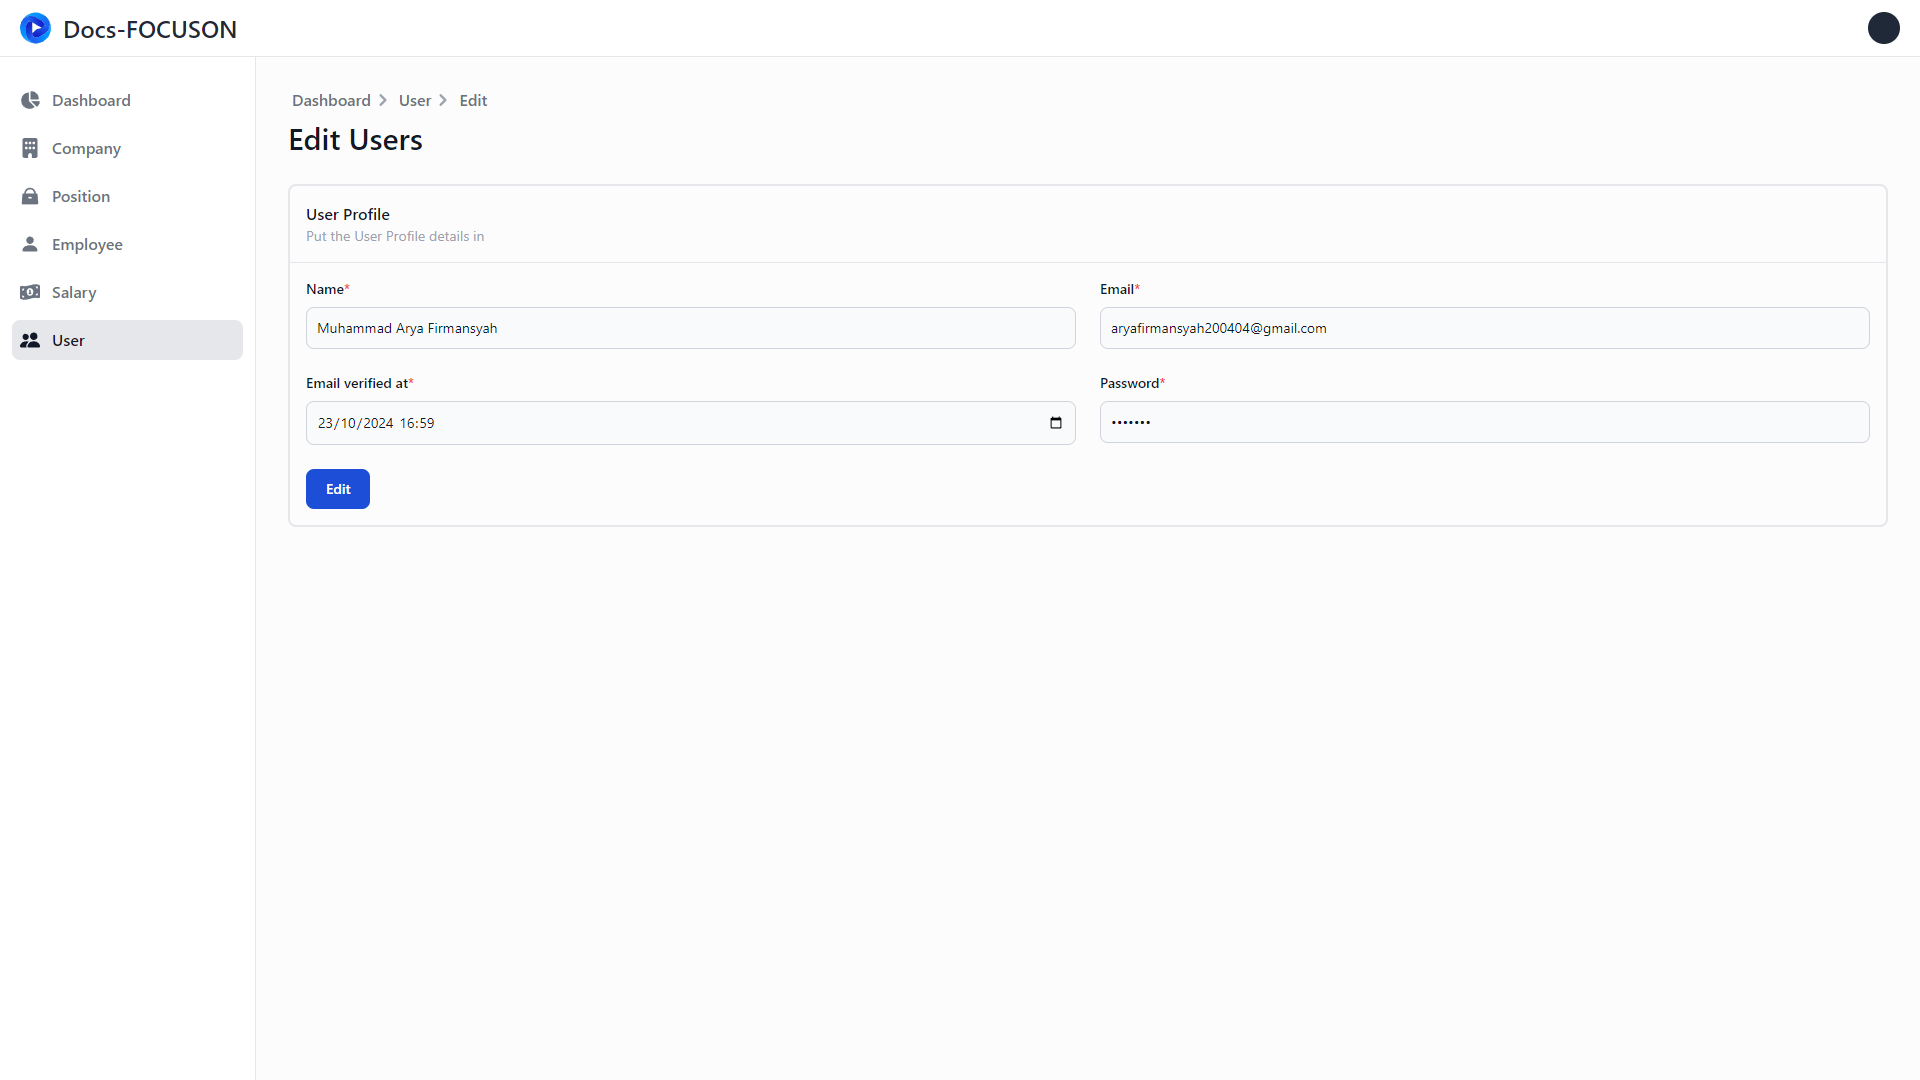 Docs-FOCUSON
Dashboard
Company
Position
Employee
Salary
User
Dashboard User Edit
Edit Users
User Profile
Put the User Profile details in
Name*
Muhammad Arya Firmansyah
Email*
aryafirmansyah200404@gmail.com
Email verified at*
23/10/2024 16:59
Password*
•••••••
Edit